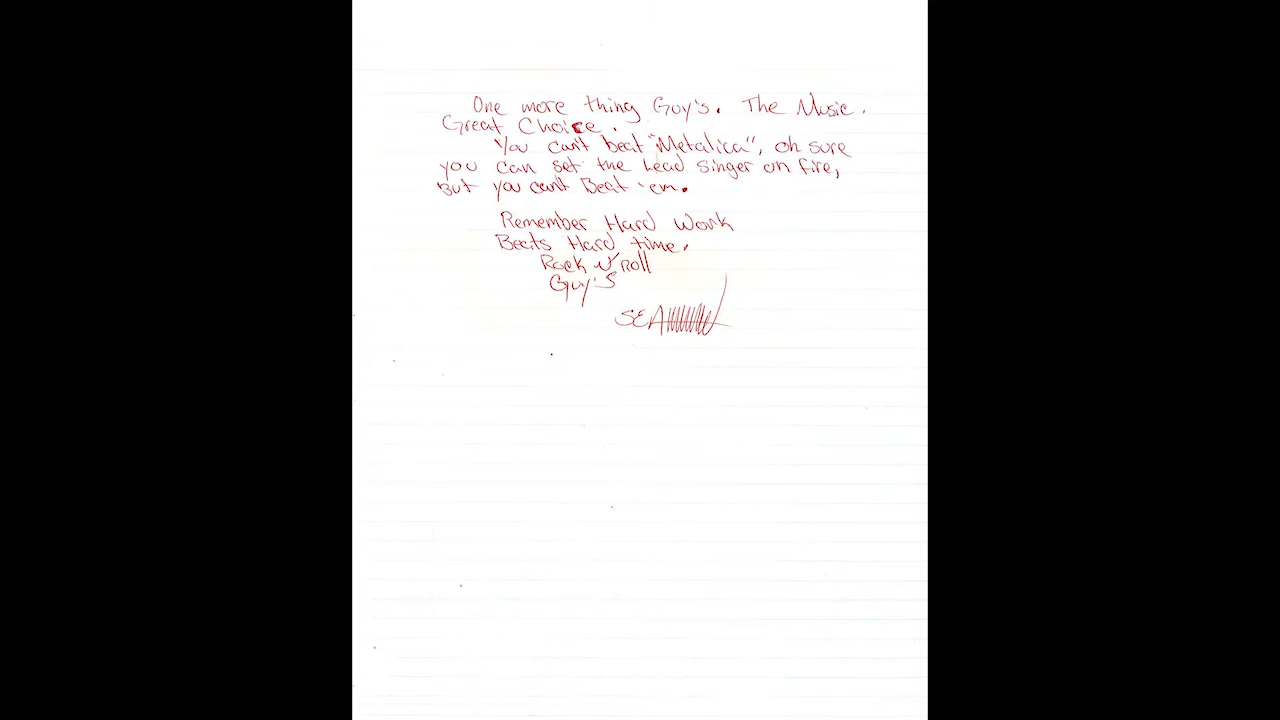 One more thing Guy's. The Music.
Great Choice.
You can't beat "Metalica", oh sure
you can set the Lead Singer on fire,
But you can't Beat 'em.
Remember Hard Work
Beats Hard time.
Rock N' roll
Guy's